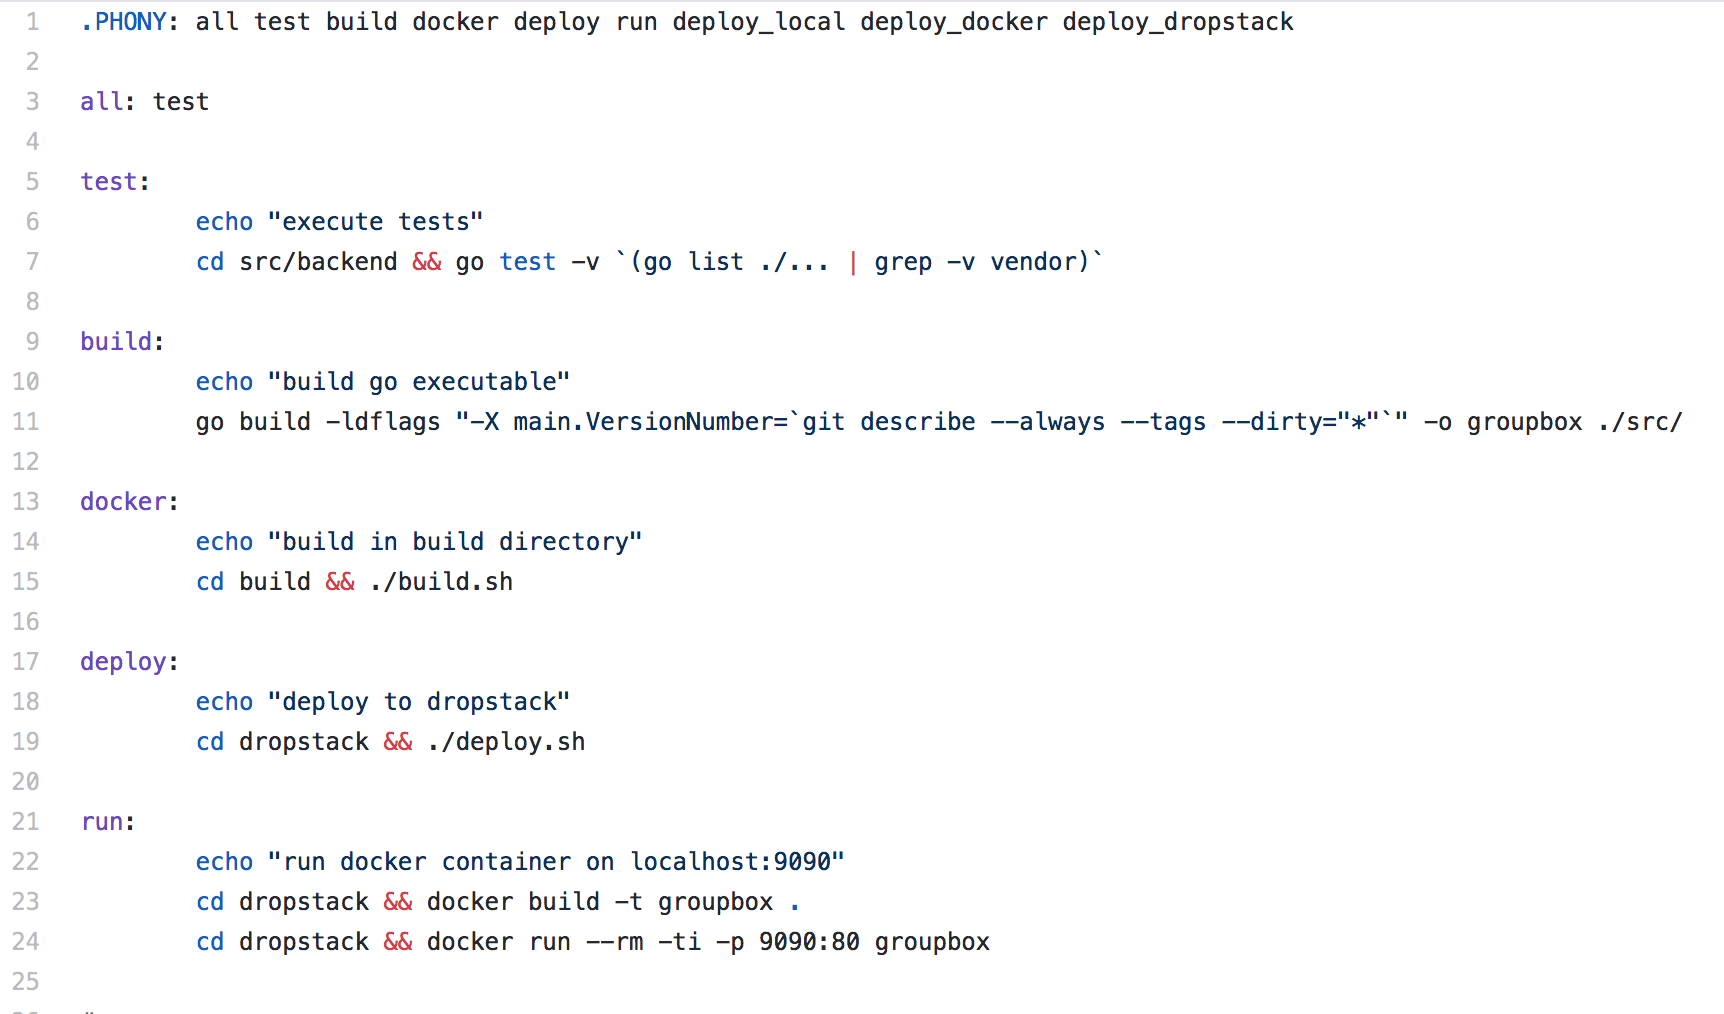 1 .PHONY: all test build docker deploy run deploy_local deploy_docker deploy_dropstack
2
3 all: test
4
5 test:
6 echo "execute tests"
7 cd src/backend && go test -v `(go list ./... | grep -v vendor)`
8
9 build:
10 echo "build go executable"
11 go build -ldflags "-X main.VersionNumber=`git describe --always --tags --dirty="*"`" -o groupbox ./src/
12
13 docker:
14 echo "build in build directory"
15 cd build && ./build.sh
16
17 deploy:
18 echo "deploy to dropstack"
19 cd dropstack && ./deploy.sh
20
21 run:
22 echo "run docker container on localhost:9090"
23 cd dropstack && docker build -t groupbox .
24 cd dropstack && docker run --rm -ti -p 9090:80 groupbox
25